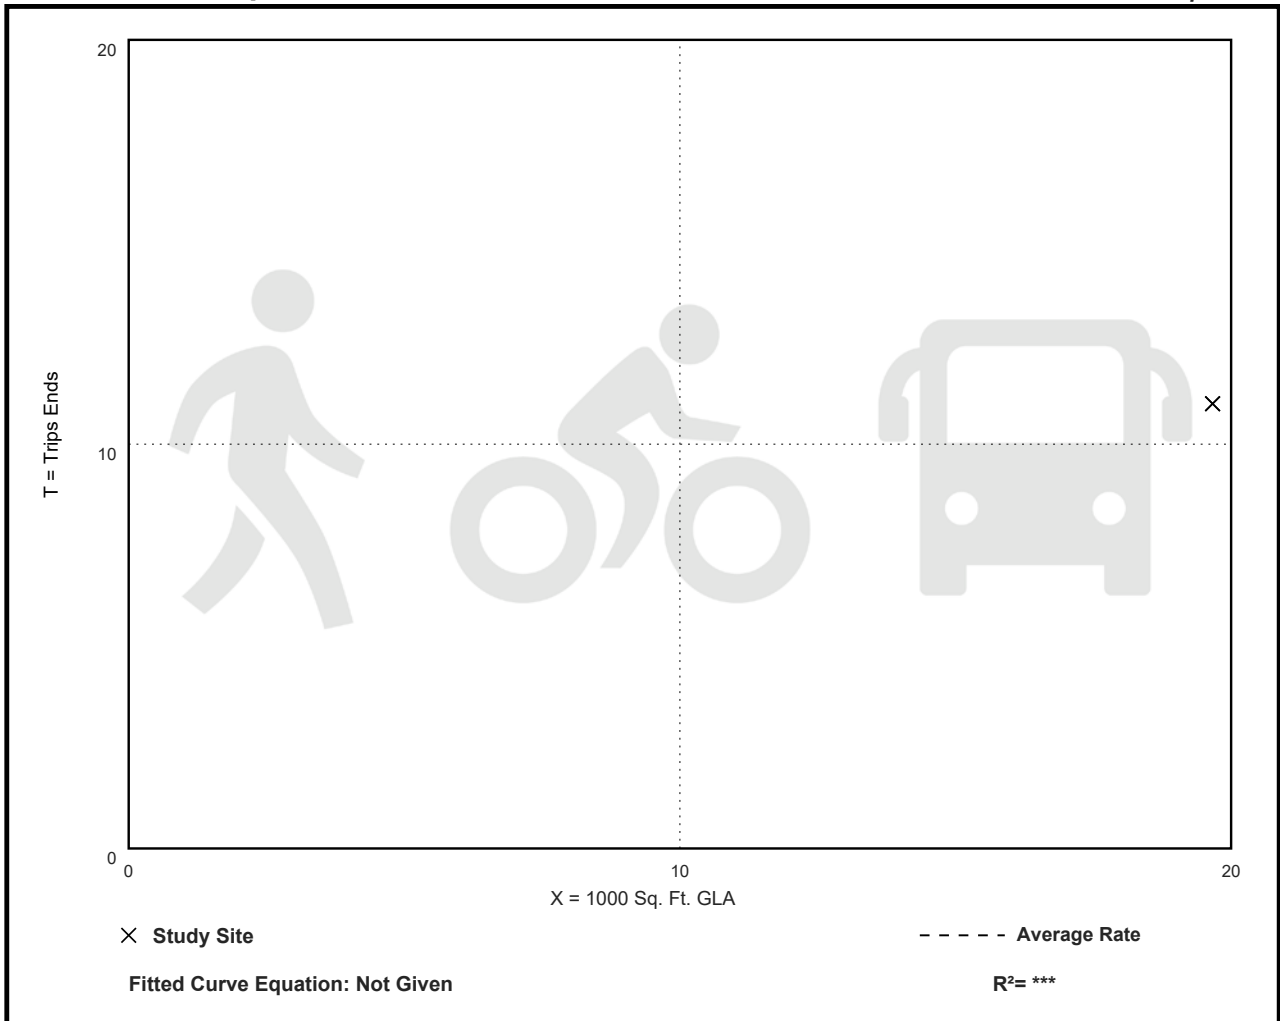 20
T = Trips Ends
10
0
0 10 20
X = 1000 Sq. Ft. GLA
Study Site Average Rate
Fitted Curve Equation: Not Given R²= ***